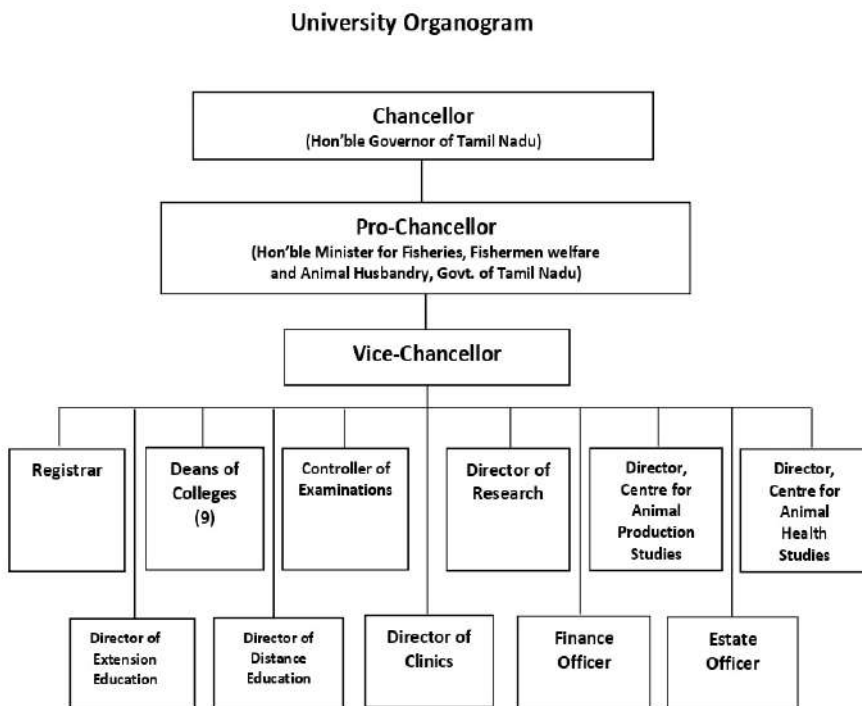 University Organogram
Chancellor
(Hon'ble Governor of Tamil Nadu)
Pro-Chancellor
(Hon'ble Minister for Fisheries, Fishermen welfare
and Animal Husbandry, Govt. of Tamil Nadu)
Vice-Chancellor
Registrar
Deans of
Colleges
(9)
Controller of
Examinations
Director of
Research
Director,
Centre for
Animal
Production
Studies
Director,
Centre for
Animal
Health
Studies
Director of
Extension
Education
Director of
Distance
Education
Director of
Clinics
Finance
Officer
Estate
Officer